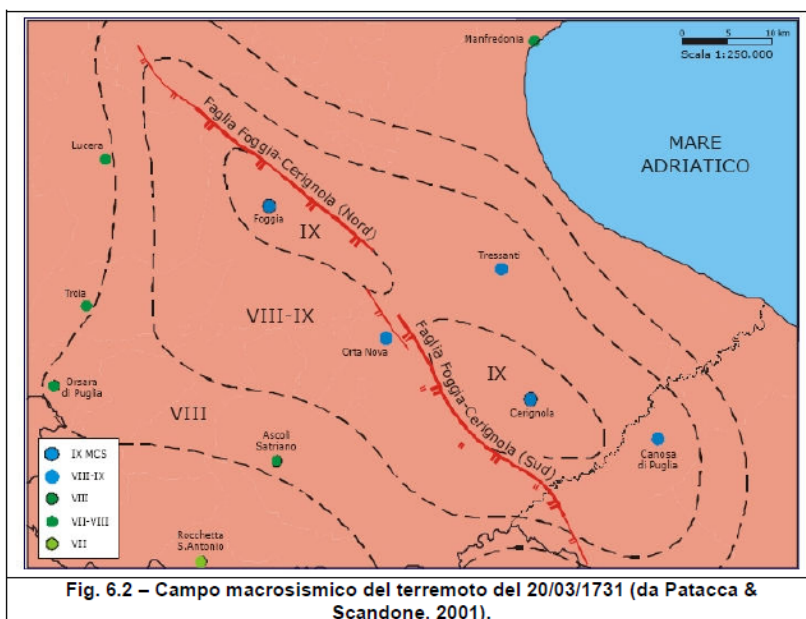 Manfredonia
0 5 10 km
Scala 1:250.000
MARE
ADRIATICO
Lucera
Faglia Foggia-Cerignola (Nord)
Foggia
IX
Tressanti
Troia
VIII-IX
Orta Nova
Faglia Foggia-Cerignola (Sud)
IX
Cerignola
Orsara
di Puglia
VIII
Ascoli
Satriano
Canosa
di Puglia
IX MCS
VIII-IX
VIII
VII-VIII
VII
Rocchetta
S.Antonio
Fig. 6.2 – Campo macrosismico del terremoto del 20/03/1731 (da Patacca &
Scandone, 2001).